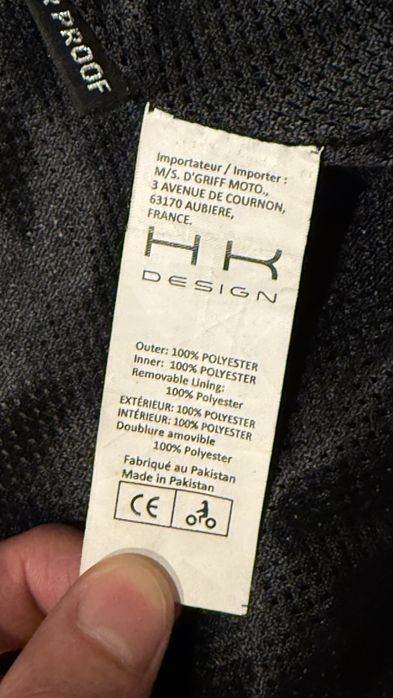 PROOF
Importateur / Importer :
M/S. D'GRIFF MOTO.,
3 AVENUE DE COURNON,
63170 AUBIERE,
FRANCE.
HK
DESIGN
Outer: 100% POLYESTER
Inner: 100% POLYESTER
Removable Lining:
100% Polyester
EXTÉRIEUR: 100% POLYESTER
INTÉRIEUR: 100% POLYESTER
Doublure amovible
100% Polyester
Fabriqué au Pakistan
Made in Pakistan
CE